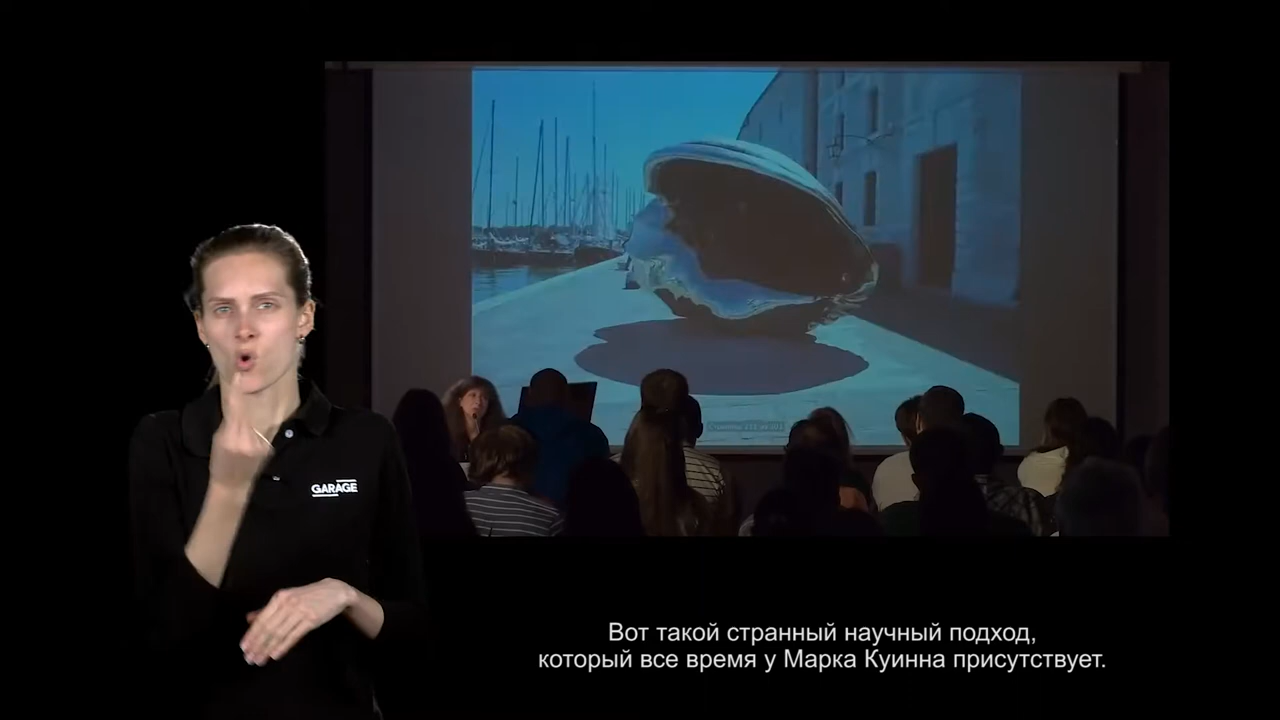 GARAGE
Вот такой странный научный подход,
который все время у Марка Куинна присутствует.